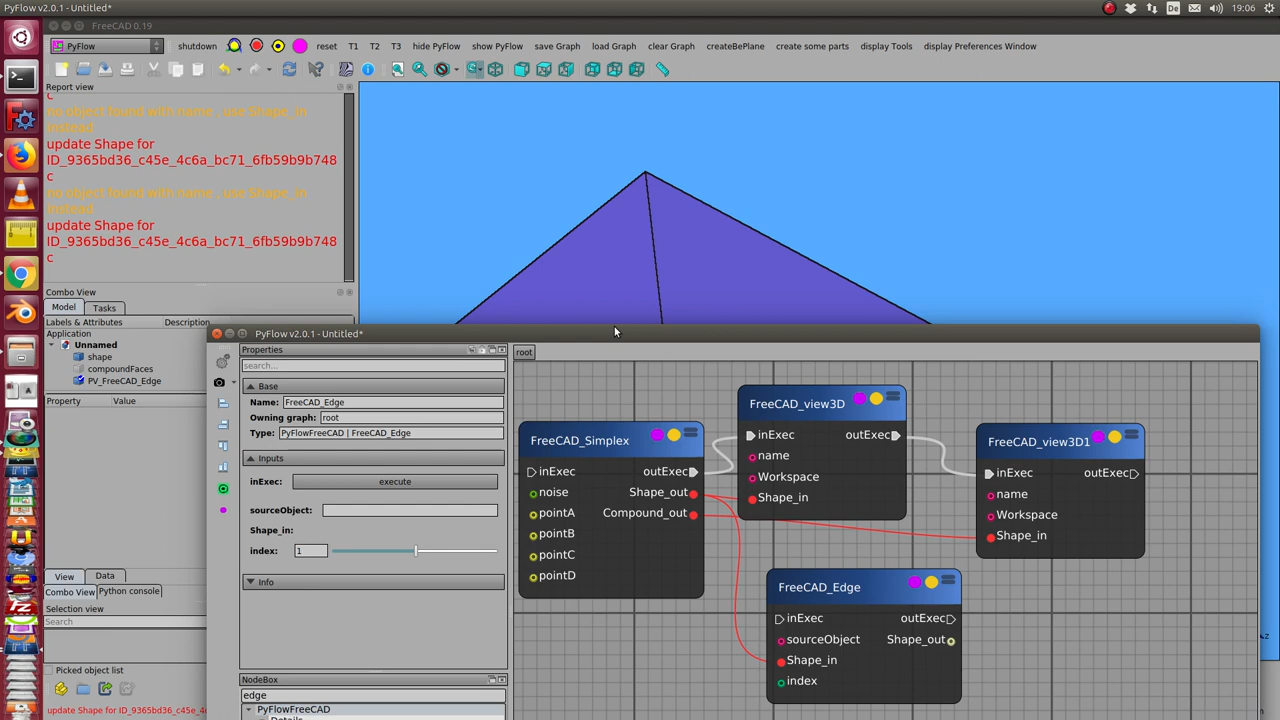 PyFlow v2.0.1 - Untitled*
De
19:06
FreeCAD 0.19
PyFlow
shutdown
reset
T1
T2
T3
hide PyFlow
show PyFlow
save Graph
load Graph
clear Graph
createBePlane
create some parts
display Tools
display Preferences Window
Report view
c
no object found with name , use Shape_in
instead
update Shape for
ID_9365bd36_c45e_4c6a_bc71_6fb59b9b748
c
no object found with name , use Shape_in
instead
update Shape for
ID_9365bd36_c45e_4c6a_bc71_6fb59b9b748
c
Combo View
Model
Tasks
Labels & Attributes
Description
Application
Unnamed
shape
compoundFaces
PV_FreeCAD_Edge
Property
Value
View
Data
Combo View
Python console
Selection view
Search
Picked object list
update Shape for ID_9365bd36_c45e_4c
PyFlow v2.0.1 - Untitled*
Properties
search...
Base
Name:
FreeCAD_Edge
Owning graph:
root
Type:
PyFlowFreeCAD | FreeCAD_Edge
Inputs
inExec:
execute
sourceObject:
Shape_in:
index:
1
Info
NodeBox
edge
PyFlowFreeCAD
Details
root
FreeCAD_Simplex
inExec
outExec
noise
Shape_out
pointA
Compound_out
pointB
pointC
pointD
FreeCAD_view3D
inExec
outExec
name
Workspace
Shape_in
FreeCAD_view3D1
inExec
outExec
name
Workspace
Shape_in
FreeCAD_Edge
inExec
outExec
sourceObject
Shape_out
Shape_in
index
z